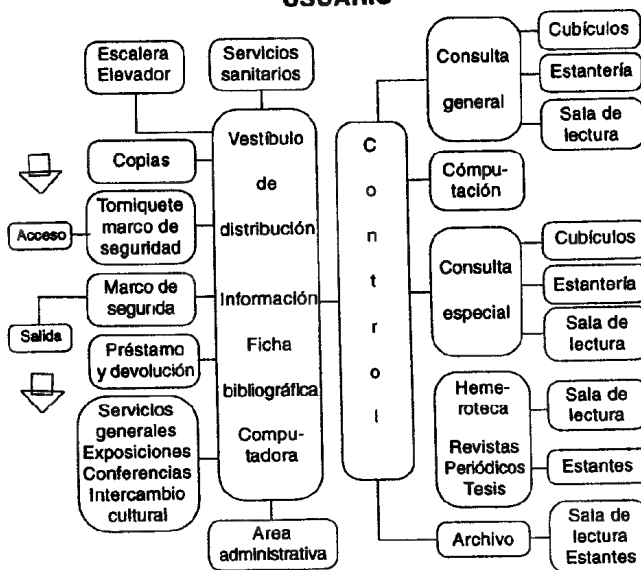 USUARIO
Escalera
Elevador
Servicios
sanitarios
Copias
Acceso
Torniquete
marco de
seguridad
Marco de
segurida
Salida
Préstamo
y devolución
Servicios
generales
Exposiciones
Conferencias
Intercambio
cultural
Vestíbulo
de
distribución
Información
Ficha
bibliográfica
Compu-
tadora
Area
administrativa
C
o
n
t
r
o
l
Consulta
general
Cubículos
Estantería
Sala de
lectura
Cómpu-
tación
Consulta
especial
Cubículos
Estantería
Sala de
lectura
Heme-
roteca
Revistas
Periódicos
Tesis
Sala de
lectura
Estantes
Archivo
Sala de
lectura
Estantes